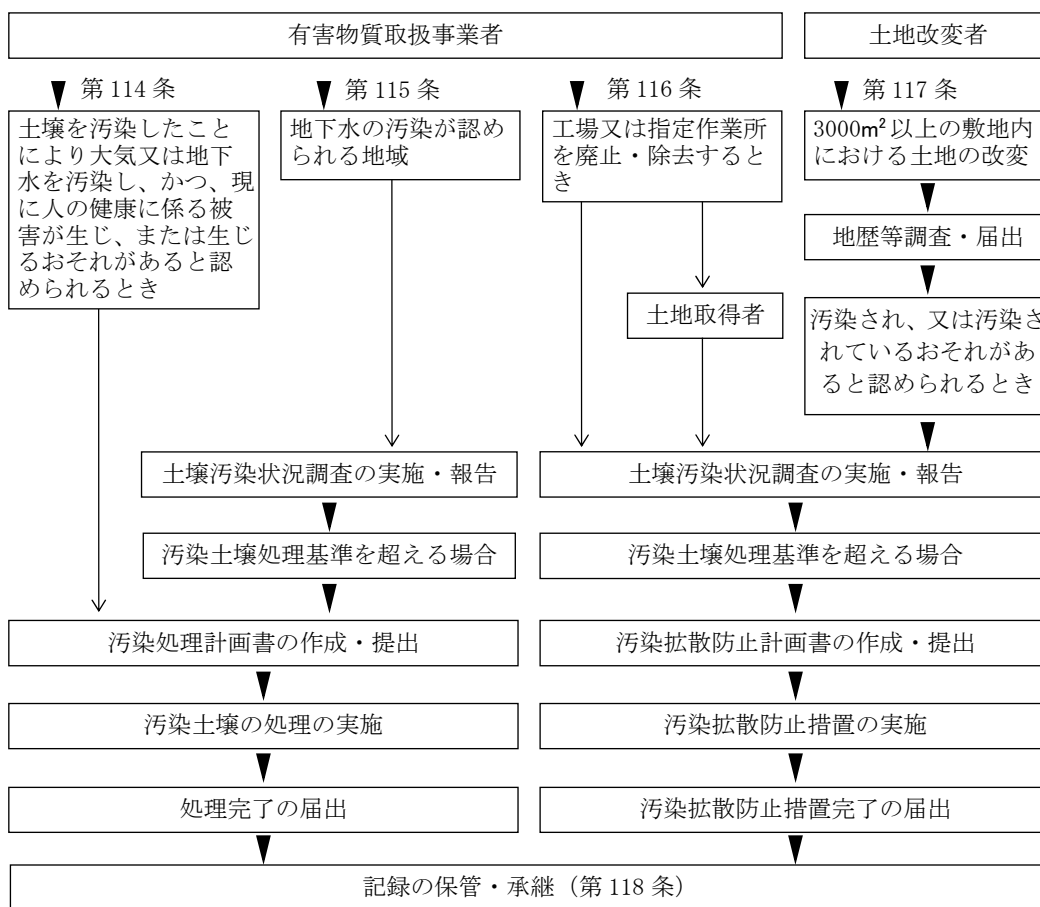 有害物質取扱事業者
土地改変者
第 114 条
第 115 条
第 116 条
第 117 条
土壌を汚染したこと
により大気又は地下
水を汚染し、かつ、現
に人の健康に係る被
害が生じ、または生じ
るおそれがあると認
められるとき
地下水の汚染が認め
られる地域
工場又は指定作業所
を廃止・除去すると
き
3000㎡以上の敷地内
における土地の改変
地歴等調査・届出
土地取得者
汚染され、又は汚染さ
れているおそれがあ
ると認められるとき
土壌汚染状況調査の実施・報告
土壌汚染状況調査の実施・報告
汚染土壌処理基準を超える場合
汚染土壌処理基準を超える場合
汚染処理計画書の作成・提出
汚染拡散防止計画書の作成・提出
汚染土壌の処理の実施
汚染拡散防止措置の実施
処理完了の届出
汚染拡散防止措置完了の届出
記録の保管・承継（第 118 条）